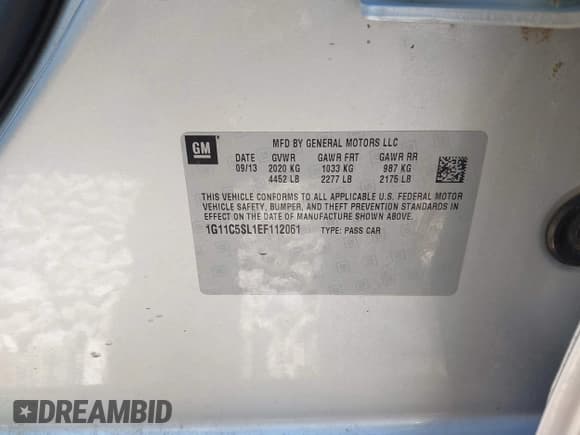 GM
MFD BY GENERAL MOTORS LLC
DATE GVWR GAWR FRT GAWR RR
09/13 2020 KG 1033 KG 987 KG
4452 LB 2277 LB 2175 LB
THIS VEHICLE CONFORMS TO ALL APPLICABLE U.S. FEDERAL MOTOR
VEHICLE SAFETY, BUMPER, AND THEFT PREVENTION STANDARDS IN
EFFECT ON THE DATE OF MANUFACTURE SHOWN ABOVE.
1G11C5SL1EF112061 TYPE: PASS CAR
DREAMBID